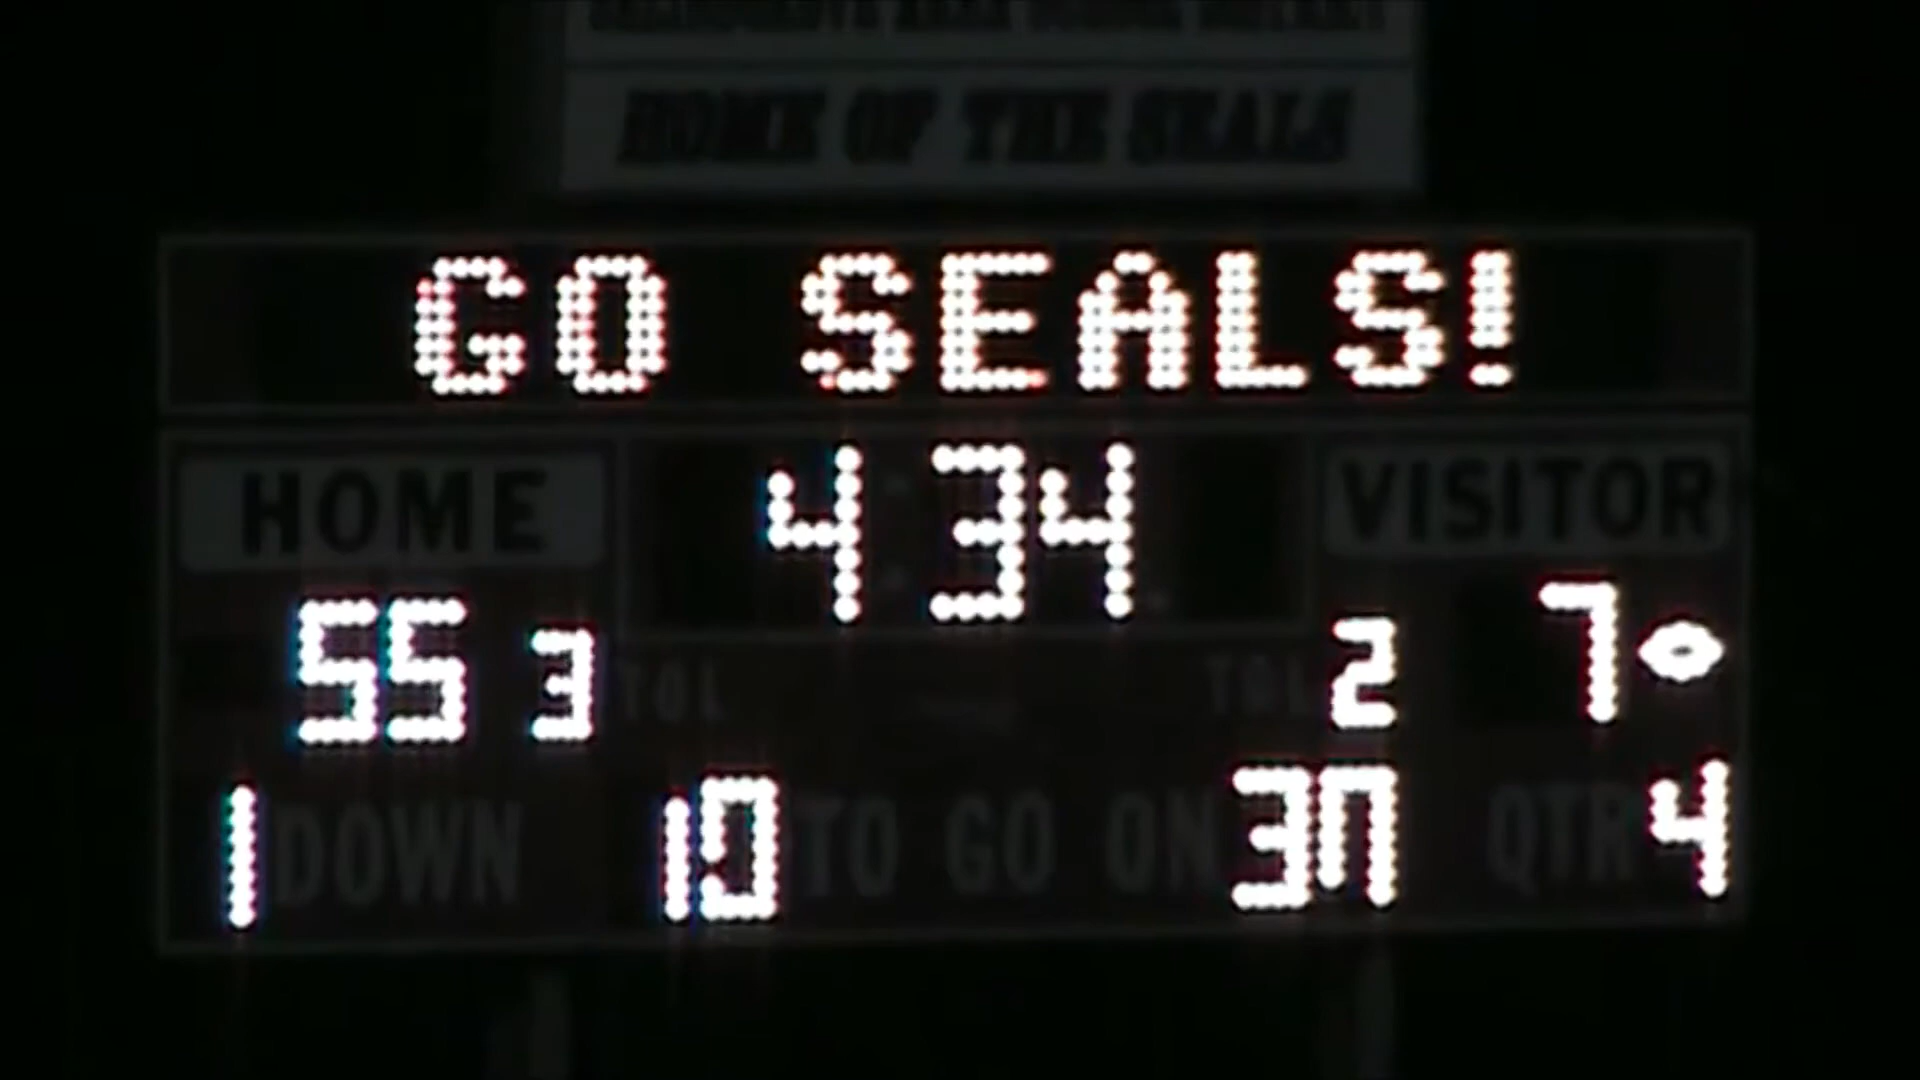 HOME OF THE SEALS
GO SEALS!
HOME 4:34 VISITOR
55 3 TOL TOL 2 7
1 DOWN 10 TO GO ON 37 QTR 4